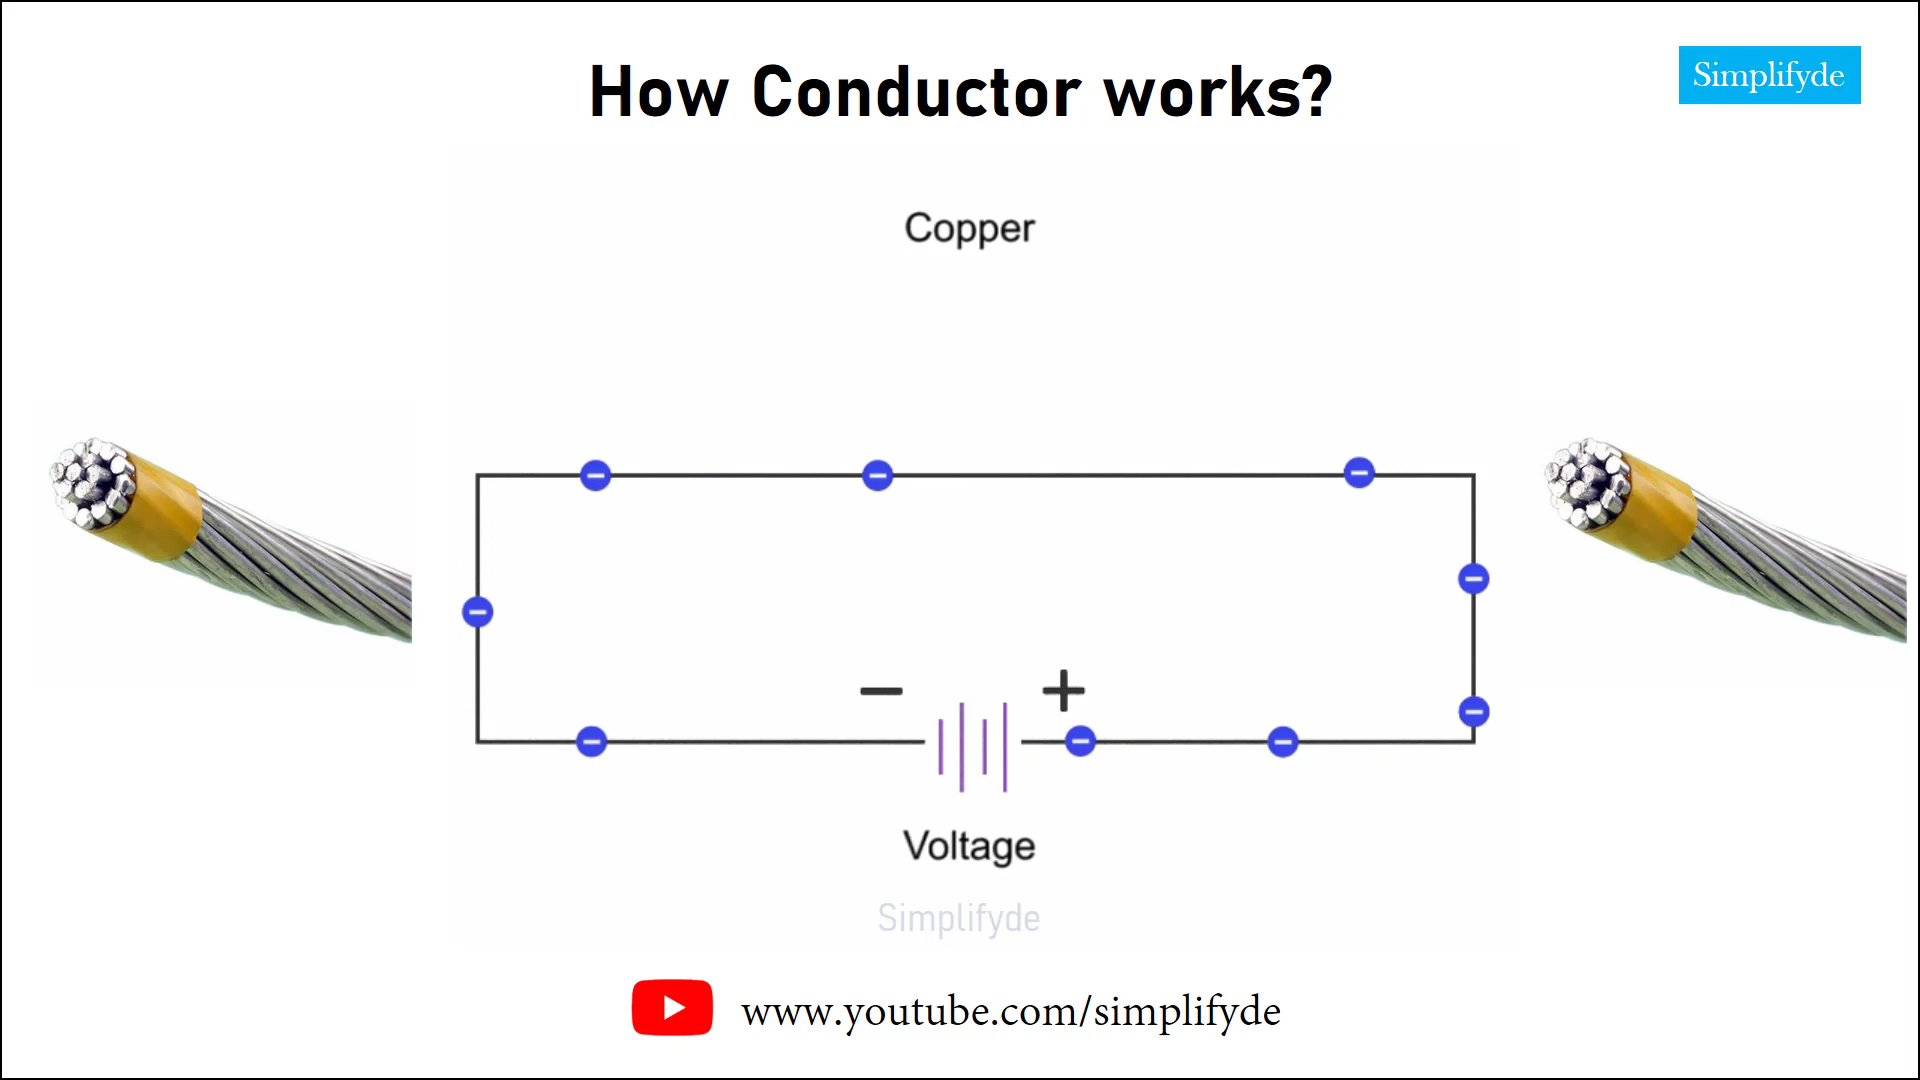 How Conductor works?
Simplifyde
Copper
− +
Voltage
Simplifyde
www.youtube.com/simplifyde